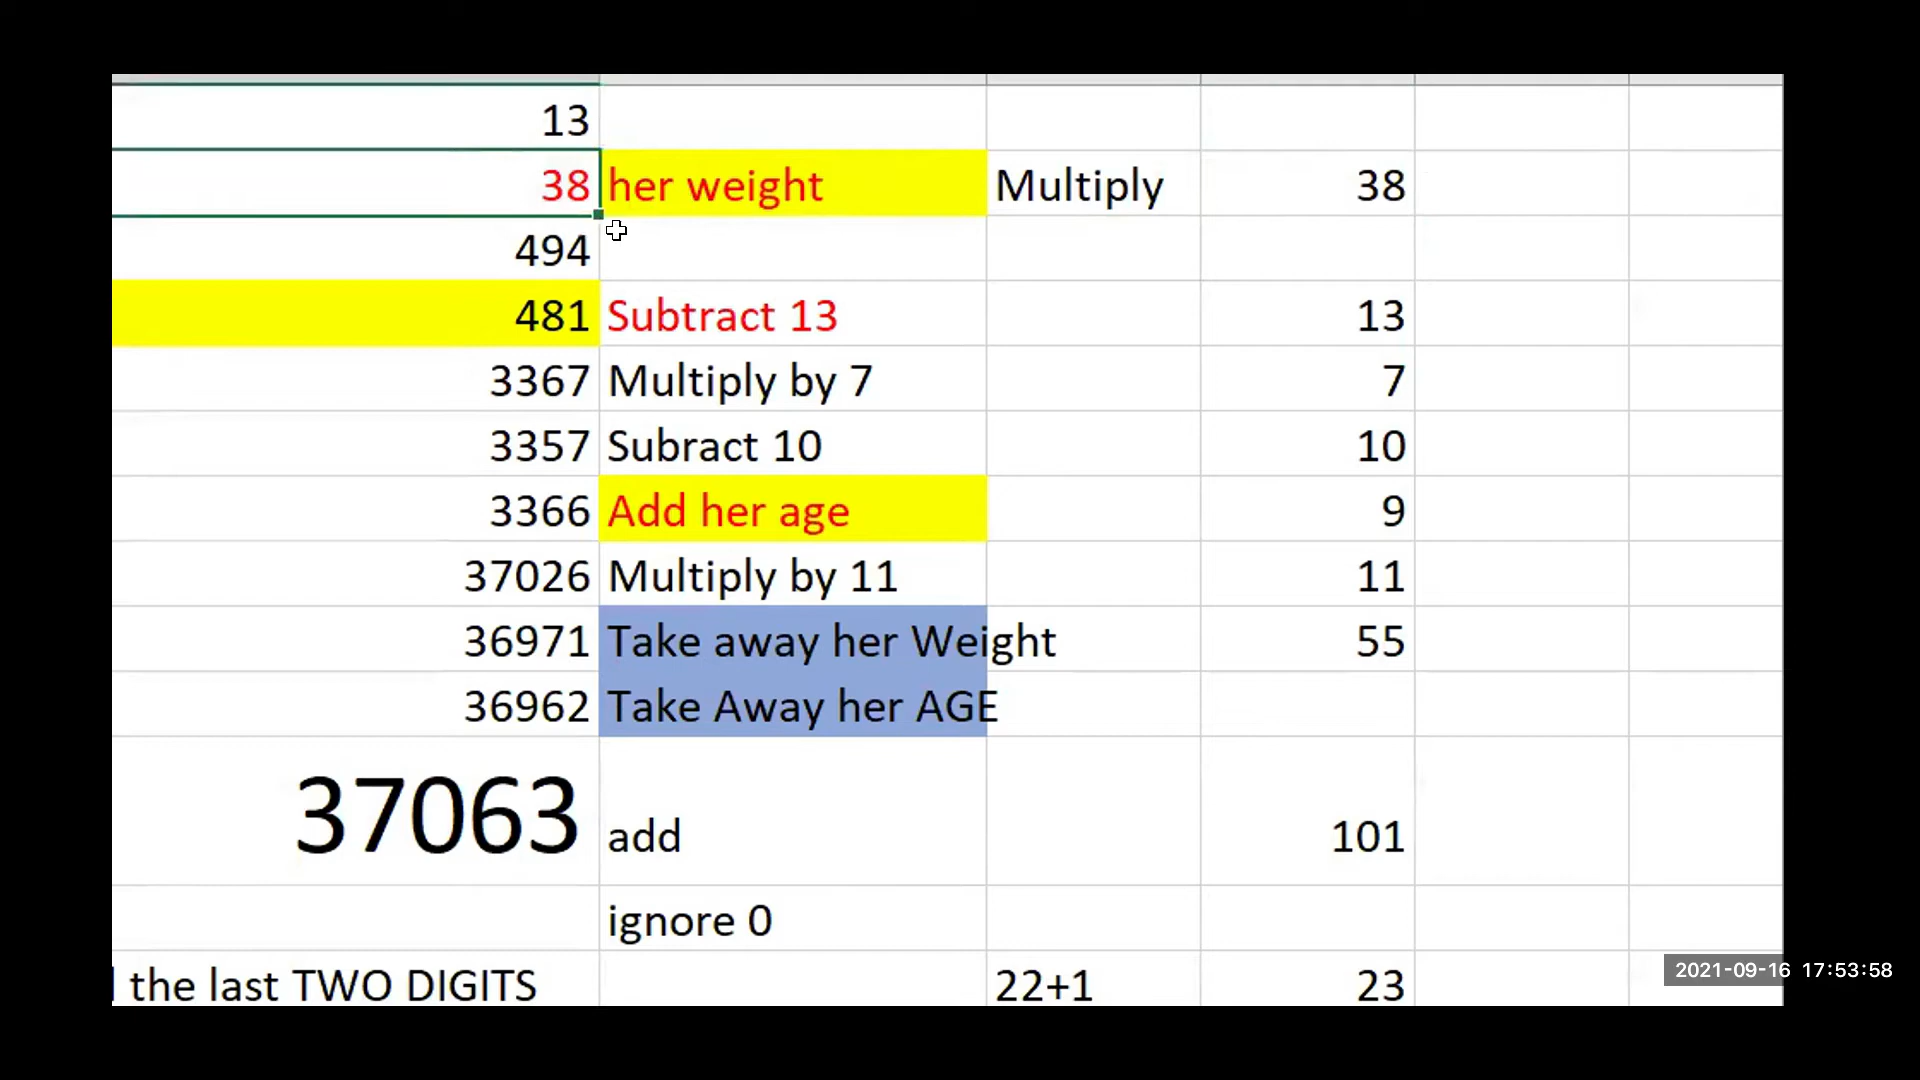 13
38 her weight Multiply 38
494
481 Subtract 13 13
3367 Multiply by 7 7
3357 Subract 10 10
3366 Add her age 9
37026 Multiply by 11 11
36971 Take away her Weight 55
36962 Take Away her AGE
37063 add 101
ignore 0
the last TWO DIGITS 22+1 23
2021-09-16 17:53:58